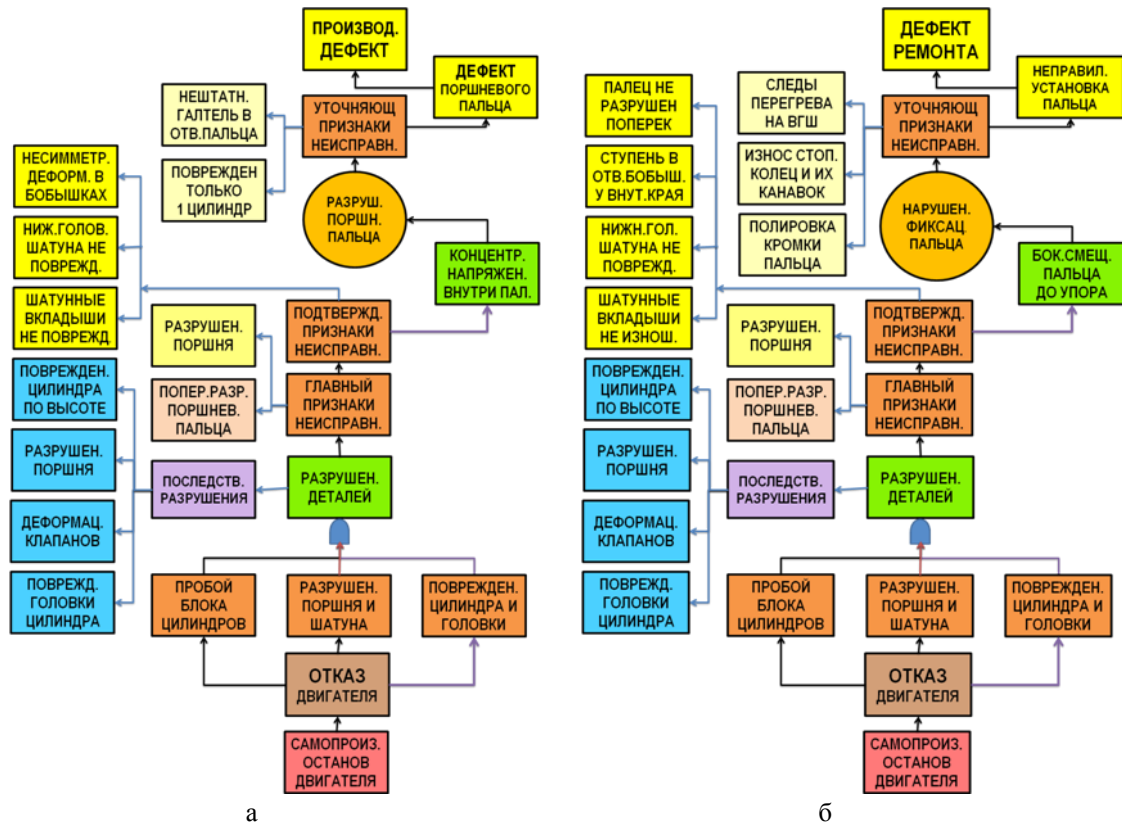 ПРОИЗВОД.
ДЕФЕКТ
ДЕФЕКТ
ПОРШНЕВОГО
ПАЛЬЦА
НЕШТАТН.
ГАЛТЕЛЬ В
ОТВ.ПАЛЬЦА
УТОЧНЯЮЩ
ПРИЗНАКИ
НЕИСПРАВН.
НЕСИММЕТР.
ДЕФОРМ. В
БОБЫШКАХ
ПОВРЕЖДЕН
ТОЛЬКО
1 ЦИЛИНДР
РАЗРУШ.
ПОРШН.
ПАЛЬЦА
НИЖ.ГОЛОВ.
ШАТУНА НЕ
ПОВРЕЖД.
КОНЦЕНТР.
НАПРЯЖЕН.
ВНУТРИ ПАЛ.
ШАТУННЫЕ
ВКЛАДЫШИ
НЕ ПОВРЕЖД.
РАЗРУШЕН.
ПОРШНЯ
ПОДТВЕРЖД.
ПРИЗНАКИ
НЕИСПРАВН.
ПОВРЕЖДЕН.
ЦИЛИНДРА
ПО ВЫСОТЕ
ПОПЕР.РАЗР.
ПОРШНЕВ.
ПАЛЬЦА
ГЛАВНЫЙ
ПРИЗНАКИ
НЕИСПРАВН.
РАЗРУШЕН.
ПОРШНЯ
ПОСЛЕДСТВ.
РАЗРУШЕНИЯ
РАЗРУШЕН.
ДЕТАЛЕЙ
ДЕФОРМАЦ.
КЛАПАНОВ
ПОВРЕЖД.
ГОЛОВКИ
ЦИЛИНДРА
ПРОБОЙ
БЛОКА
ЦИЛИНДРОВ
РАЗРУШЕН.
ПОРШНЯ И
ШАТУНА
ПОВРЕЖДЕН.
ЦИЛИНДРА И
ГОЛОВКИ
ОТКАЗ
ДВИГАТЕЛЯ
САМОПРОИЗ.
ОСТАНОВ
ДВИГАТЕЛЯ
а
ДЕФЕКТ
РЕМОНТА
НЕПРАВИЛ.
УСТАНОВКА
ПАЛЬЦА
ПАЛЕЦ НЕ
РАЗРУШЕН
ПОПЕРЕК
СЛЕДЫ
ПЕРЕГРЕВА
НА ВГШ
УТОЧНЯЮЩ
ПРИЗНАКИ
НЕИСПРАВН.
СТУПЕНЬ В
ОТВ.БОБЫШ.
У ВНУТ.КРАЯ
ИЗНОС СТОП.
КОЛЕЦ И ИХ
КАНАВОК
НАРУШЕН.
ФИКСАЦ.
ПАЛЬЦА
НИЖН.ГОЛ.
ШАТУНА НЕ
ПОВРЕЖД.
ПОЛИРОВКА
КРОМКИ
ПАЛЬЦА
БОК.СМЕЩ.
ПАЛЬЦА
ДО УПОРА
ШАТУННЫЕ
ВКЛАДЫШИ
НЕ ИЗНОШ.
РАЗРУШЕН.
ПОРШНЯ
ПОДТВЕРЖД.
ПРИЗНАКИ
НЕИСПРАВН.
ПОВРЕЖДЕН.
ЦИЛИНДРА
ПО ВЫСОТЕ
ПОПЕР.РАЗР.
ПОРШНЕВ.
ПАЛЬЦА
ГЛАВНЫЙ
ПРИЗНАКИ
НЕИСПРАВН.
РАЗРУШЕН.
ПОРШНЯ
ПОСЛЕДСТВ.
РАЗРУШЕНИЯ
РАЗРУШЕН.
ДЕТАЛЕЙ
ДЕФОРМАЦ.
КЛАПАНОВ
ПОВРЕЖД.
ГОЛОВКИ
ЦИЛИНДРА
ПРОБОЙ
БЛОКА
ЦИЛИНДРОВ
РАЗРУШЕН.
ПОРШНЯ И
ШАТУНА
ПОВРЕЖДЕН.
ЦИЛИНДРА И
ГОЛОВКИ
ОТКАЗ
ДВИГАТЕЛЯ
САМОПРОИЗ.
ОСТАНОВ
ДВИГАТЕЛЯ
б